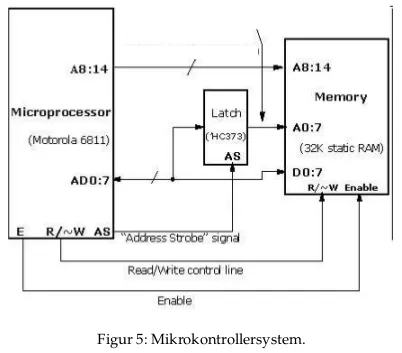 A8:14
A8:14
Memory
Latch
Microprocessor
('HC373)
A0:7
(Motorola 6811)
(32K static RAM)
AS
AD0:7
D0:7
R/~W Enable
E R/~W AS
"Address Strobe" signal
Read/Write control line
Enable
Figur 5: Mikrokontrollersystem.